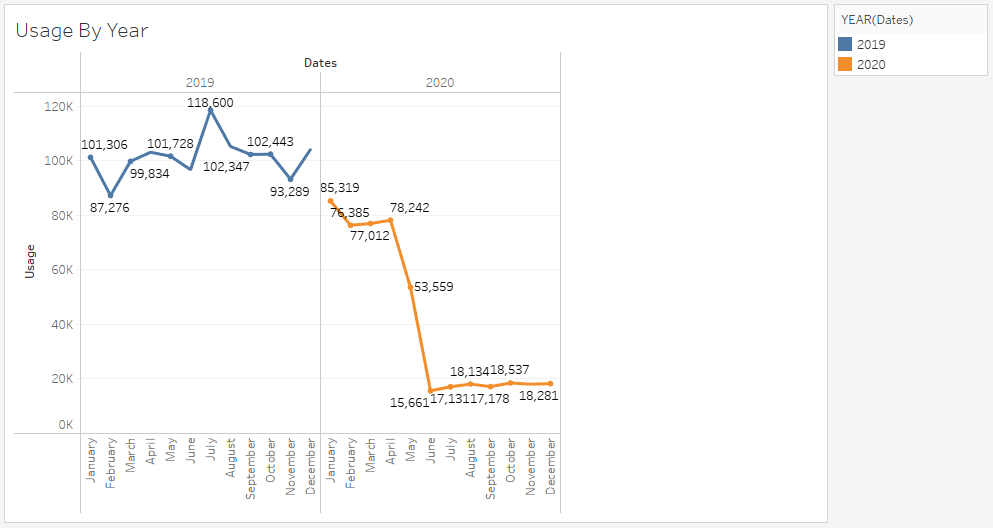 Usage By Year
YEAR(Dates)
2019
2020
Dates
2019
2020
Usage
120K
100K
80K
60K
40K
20K
0K
101,306
87,276
99,834
101,728
118,600
102,347
102,443
93,289
85,319
76,385
77,012
78,242
53,559
15,661
17,131
18,134
17,178
18,537
18,281
January
February
March
April
May
June
July
August
September
October
November
December
January
February
March
April
May
June
July
August
September
October
November
December